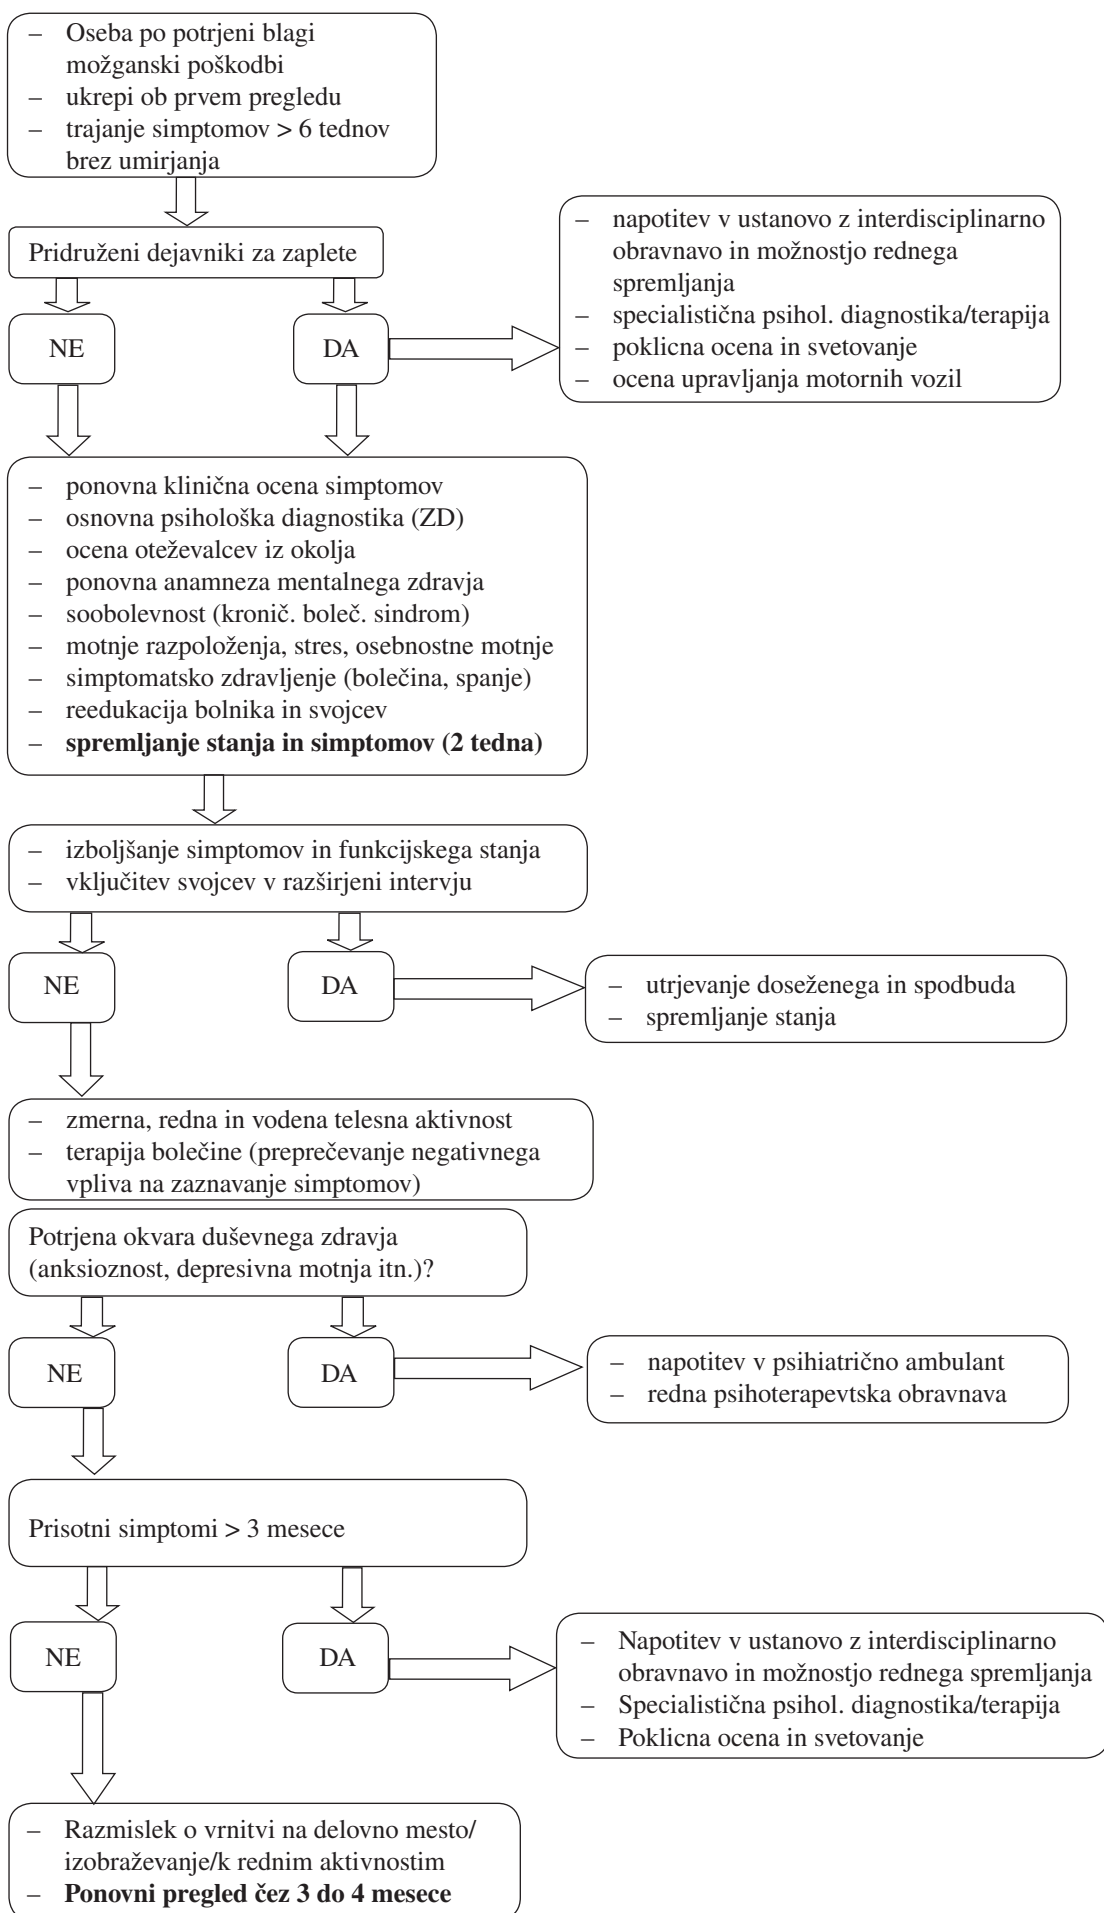 – Oseba po potrjeni blagi
možganski poškodbi
– ukrepi ob prvem pregledu
– trajanje simptomov > 6 tednov
brez umirjanja
Pridruženi dejavniki za zaplete
NE
DA
– napotitev v ustanovo z interdisciplinarno
obravnavo in možnostjo rednega
spremljanja
– specialistična psihol. diagnostika/terapija
– poklicna ocena in svetovanje
– ocena upravljanja motornih vozil
– ponovna klinična ocena simptomov
– osnovna psihološka diagnostika (ZD)
– ocena oteževalcev iz okolja
– ponovna anamneza mentalnega zdravja
– soobolevnost (kronič. boleč. sindrom)
– motnje razpoloženja, stres, osebnostne motnje
– simptomatsko zdravljenje (bolečina, spanje)
– reedukacija bolnika in svojcev
– spremljanje stanja in simptomov (2 tedna)
– izboljšanje simptomov in funkcijskega stanja
– vključitev svojcev v razširjeni intervju
NE
DA
– utrjevanje doseženega in spodbuda
– spremljanje stanja
– zmerna, redna in vodena telesna aktivnost
– terapija bolečine (preprečevanje negativnega
vpliva na zaznavanje simptomov)
Potrjena okvara duševnega zdravja
(anksioznost, depresivna motnja itn.)?
NE
DA
– napotitev v psihiatrično ambulant
– redna psihoterapevtska obravnava
Prisotni simptomi > 3 mesece
NE
DA
– Napotitev v ustanovo z interdisciplinarno
obravnavo in možnostjo rednega spremljanja
– Specialistična psihol. diagnostika/terapija
– Poklicna ocena in svetovanje
– Razmislek o vrnitvi na delovno mesto/
izobraževanje/k rednim aktivnostim
– Ponovni pregled čez 3 do 4 mesece